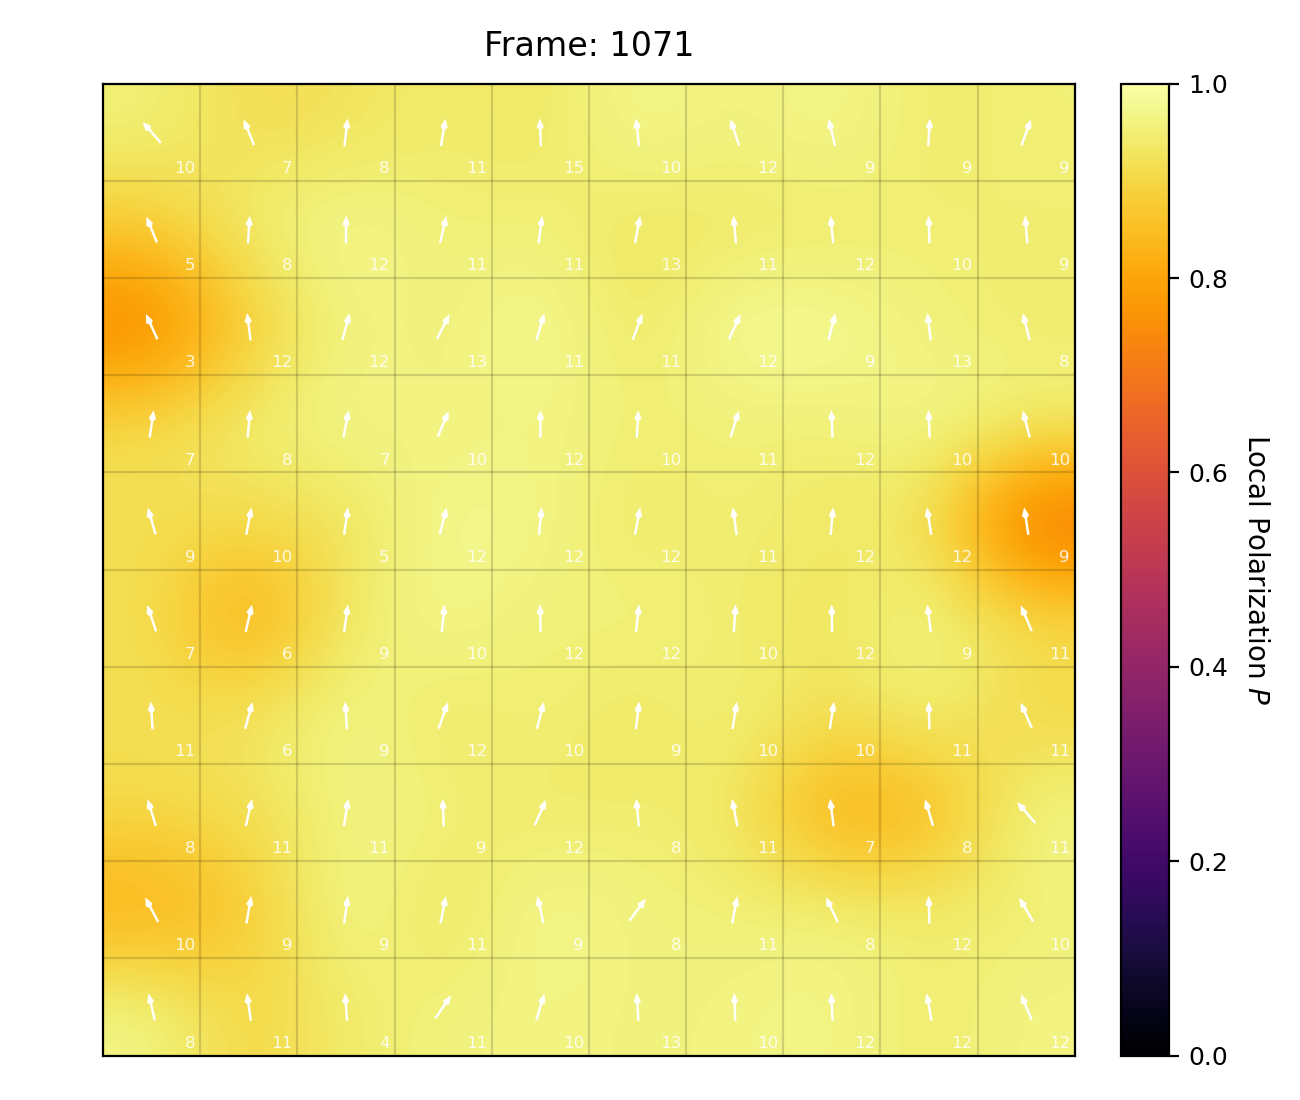 Frame: 1071
10 7 8 11 15 10 12 9 9 9
5 8 12 11 11 13 11 12 10 9
3 12 12 13 11 11 12 9 13 8
7 8 7 10 12 10 11 12 10 10
9 10 5 12 12 12 11 12 12 9
7 6 9 10 12 12 10 12 9 11
11 6 9 12 10 9 10 10 11 11
8 11 11 9 12 8 11 7 8 11
10 9 9 11 9 8 11 8 12 10
8 11 4 11 10 13 10 12 12 12
1.0
0.8
0.6
0.4
0.2
0.0
Local Polarization P